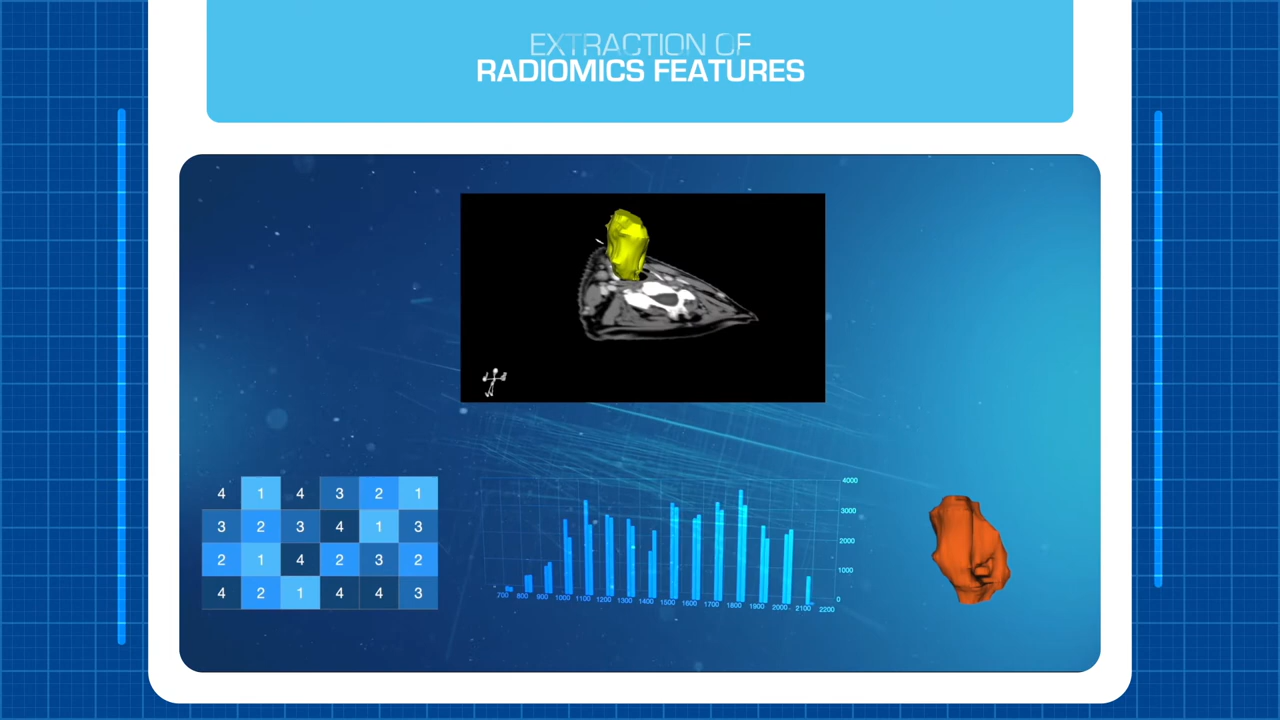 EXTRACTION OF
RADIOMICS FEATURES
4 1 4 3 2 1
3 2 3 4 1 3
2 1 4 2 3 2
4 2 1 4 4 3
4000
3000
2000
1000
0
700 800 900 1000 1100 1200 1300 1400 1500 1600 1700 1800 1900 2000 2100 2200